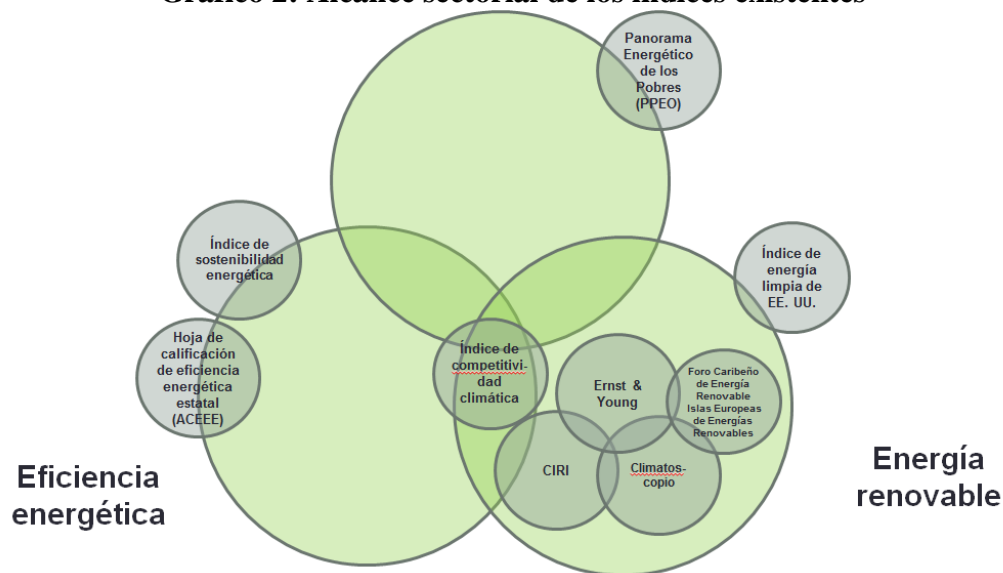 Gráfico 2: Alcance sectorial de los índices existentes
Panorama
Energético
de los
Pobres
(PPEO)
Índice de
sostenibilidad
energética
Índice de
energía
limpia de
EE. UU.
Hoja de
calificación
de eficiencia
energética
estatal
(ACEEE)
Índice de
competitivi-
dad
climática
Ernst &
Young
Foro Caribeño
de Energía
Renovable
Islas Europeas
de Energías
Renovables
CIRI
Climatos-
copio
Eficiencia
energética
Energía
renovable